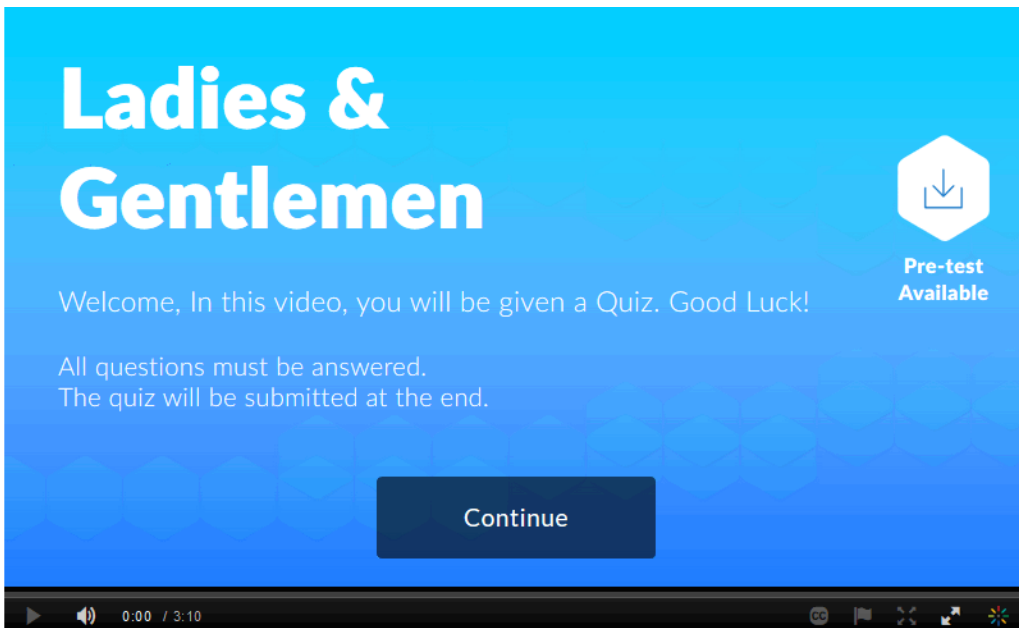 Ladies &
Gentlemen
Pre-test
Available
Welcome, In this video, you will be given a Quiz. Good Luck!
All questions must be answered.
The quiz will be submitted at the end.
Continue
0:00 / 3:10
CC